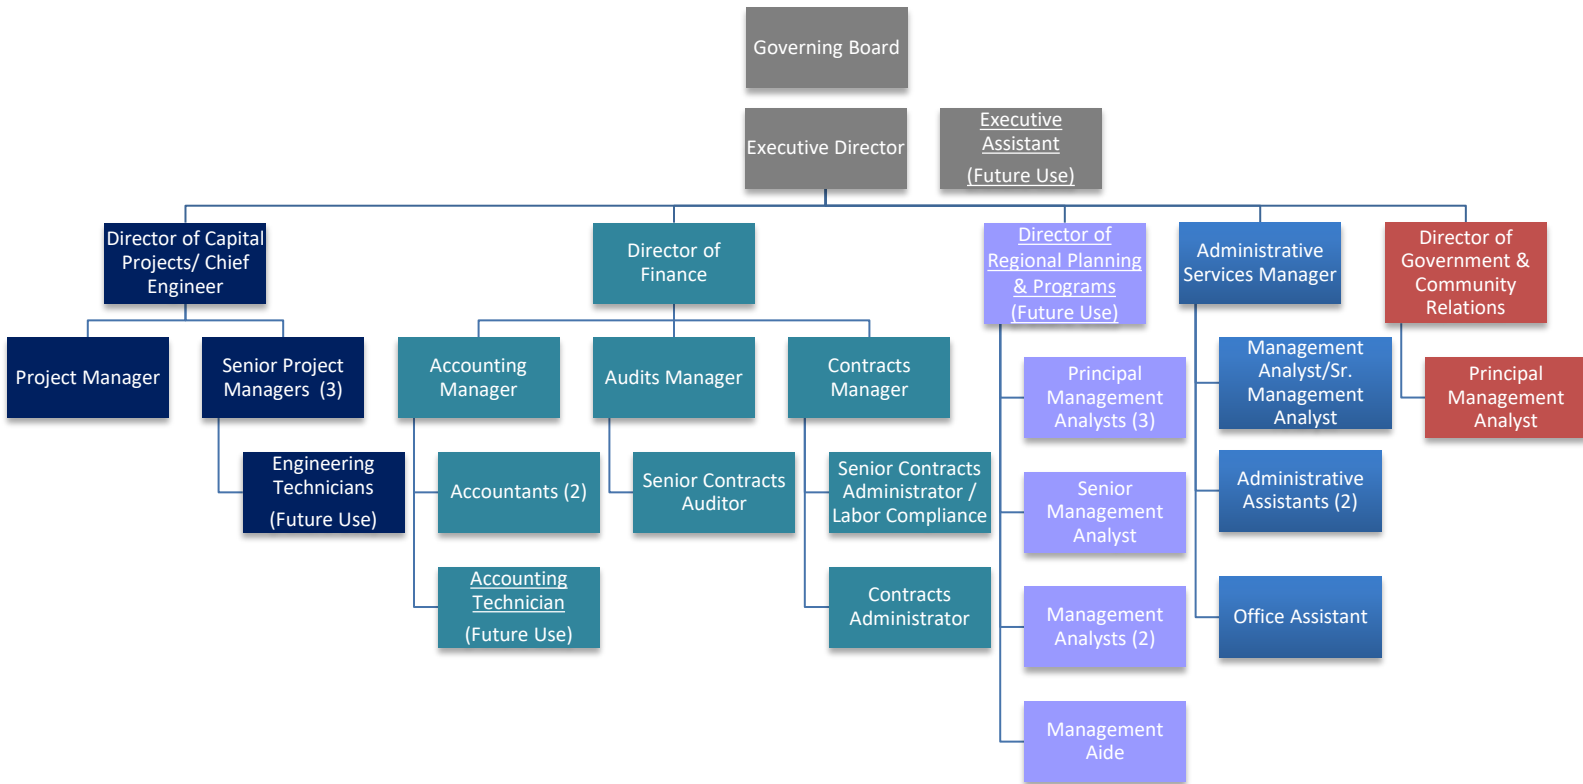 Governing Board
Executive Director
Executive
Assistant
(Future Use)
Director of Capital
Projects/ Chief
Engineer
Director of
Finance
Director of
Regional Planning
& Programs
(Future Use)
Administrative
Services Manager
Director of
Government &
Community
Relations
Project Manager
Senior Project
Managers (3)
Accounting
Manager
Audits Manager
Contracts
Manager
Principal
Management
Analysts (3)
Management
Analyst/Sr.
Management
Analyst
Principal
Management
Analyst
Engineering
Technicians
(Future Use)
Accountants (2)
Senior Contracts
Auditor
Senior Contracts
Administrator /
Labor Compliance
Senior
Management
Analyst
Administrative
Assistants (2)
Accounting
Technician
(Future Use)
Contracts
Administrator
Management
Analysts (2)
Office Assistant
Management
Aide